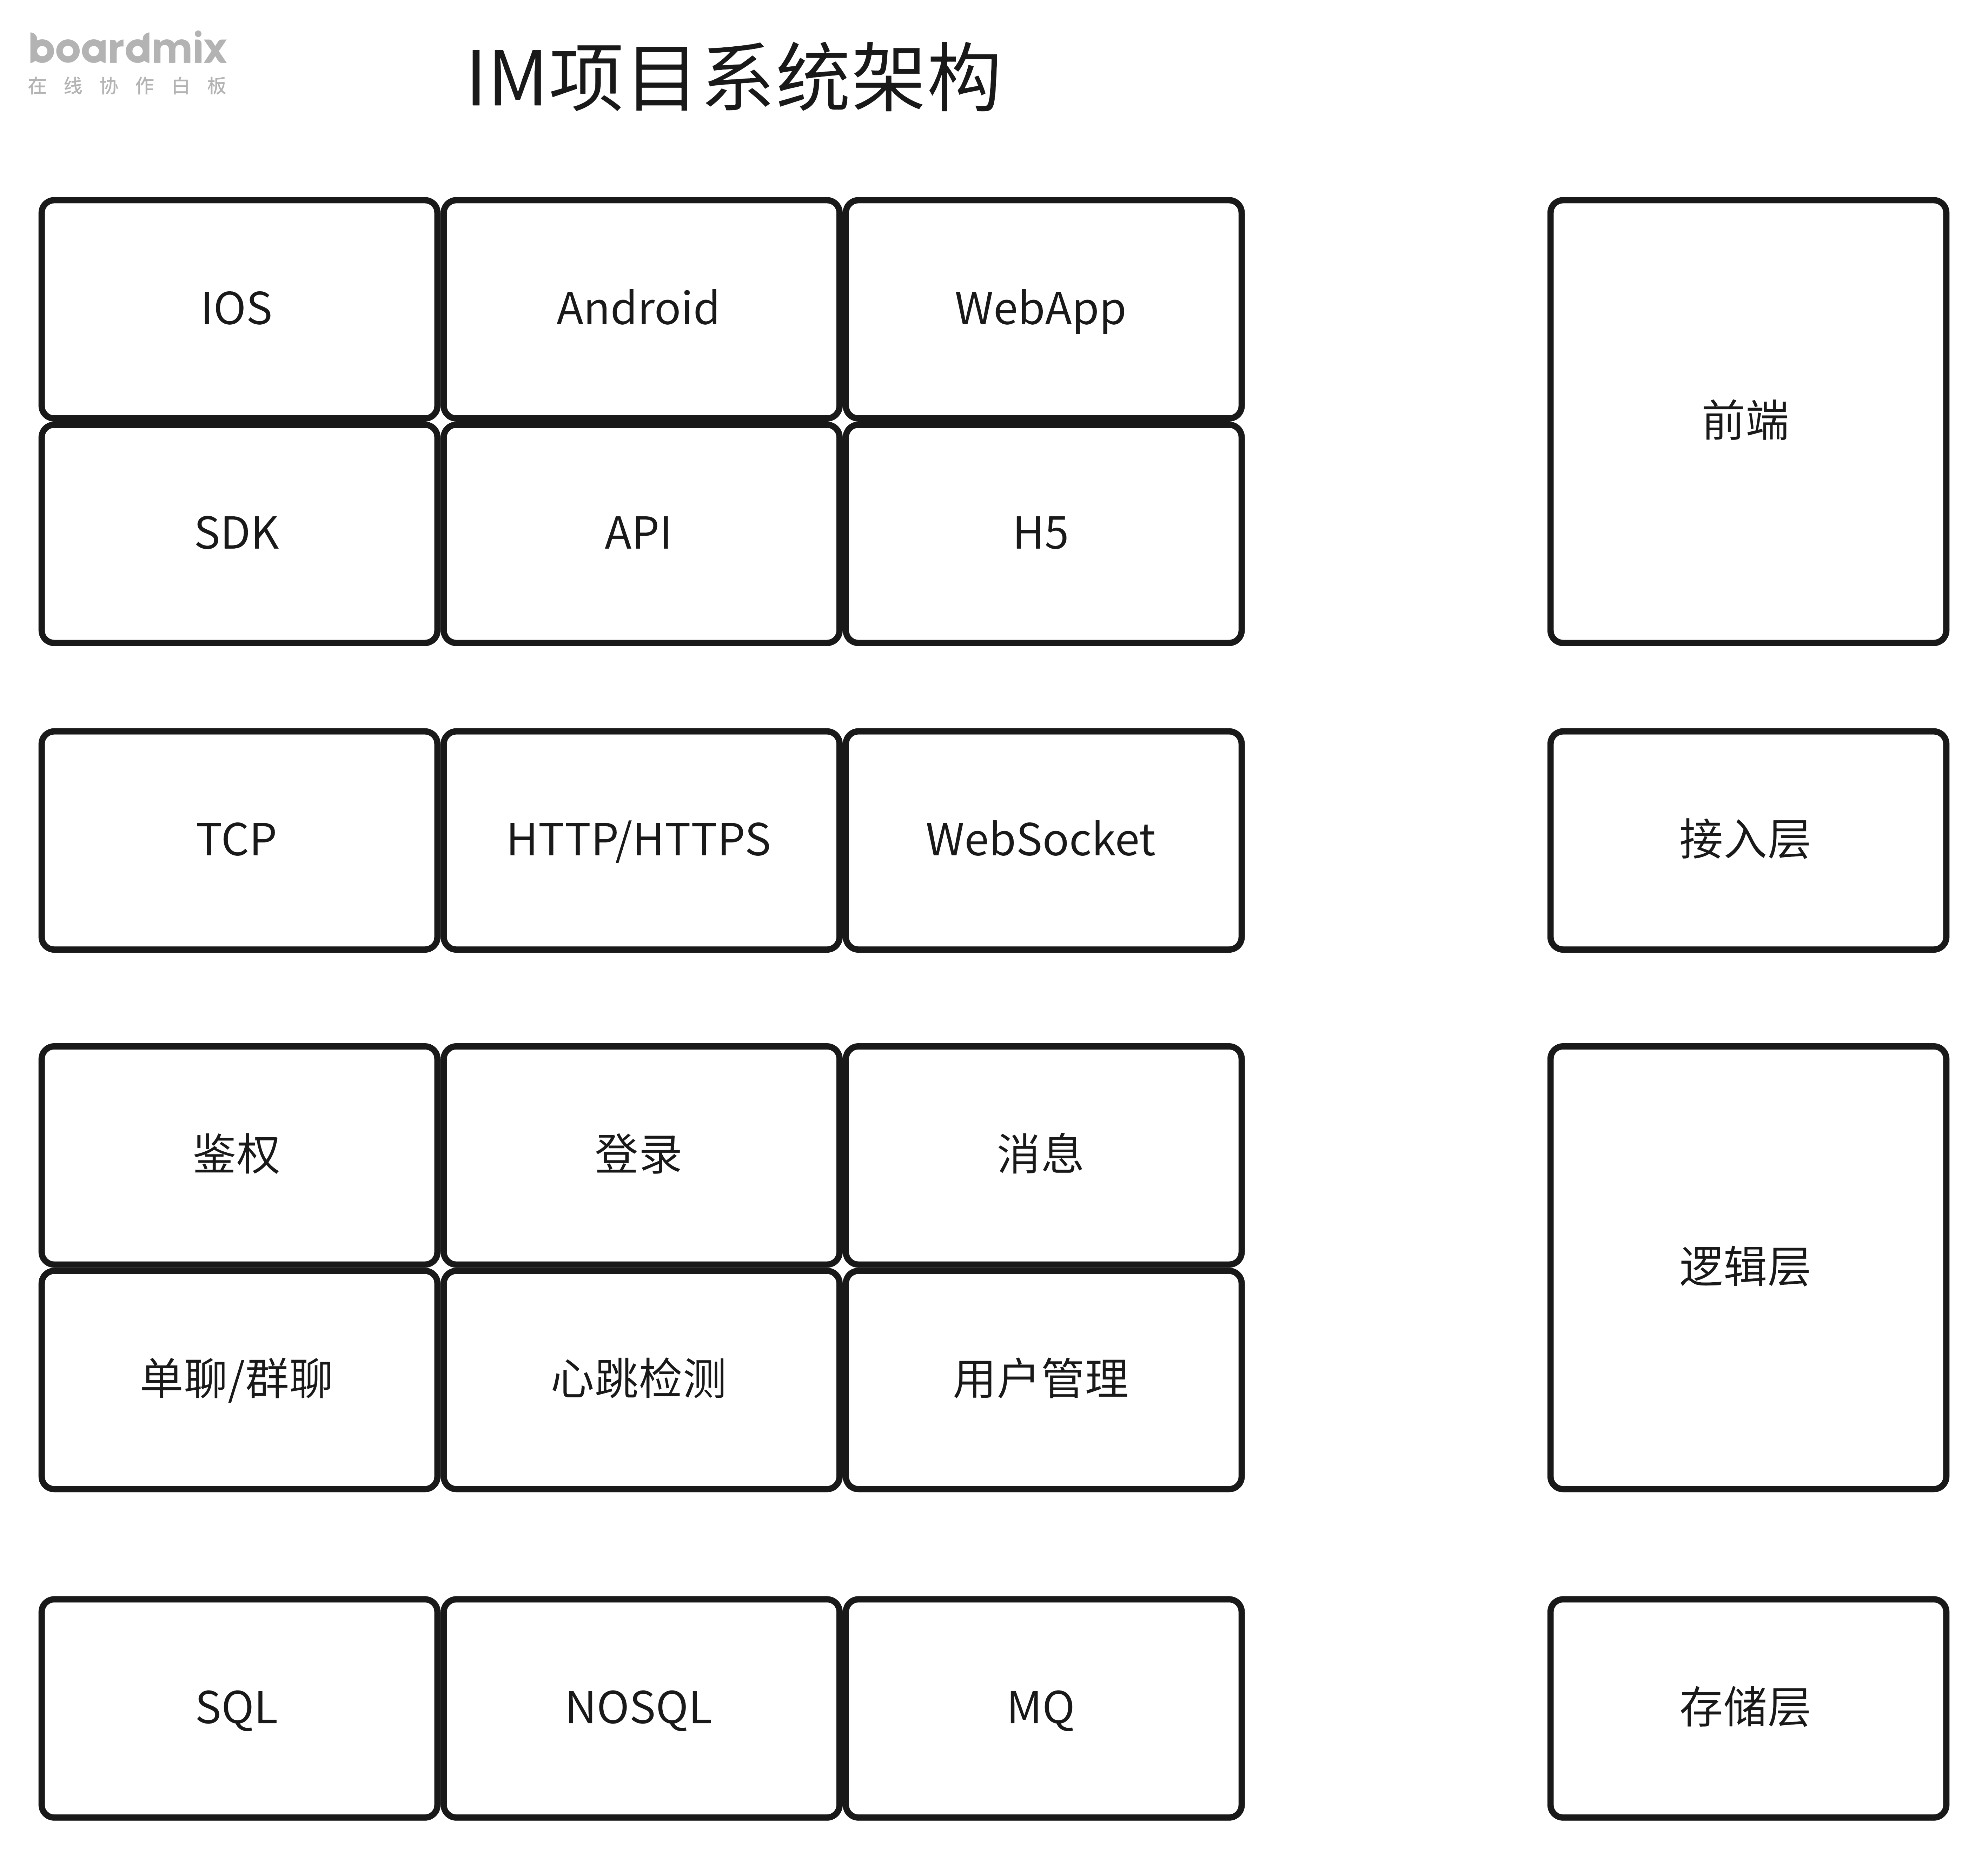 boardmix
在线协作白板
IM项目系统架构
IOS
Android
WebApp
SDK
API
H5
前端
TCP
HTTP/HTTPS
WebSocket
接入层
鉴权
登录
消息
单聊/群聊
心跳检测
用户管理
逻辑层
SQL
NOSQL
MQ
存储层